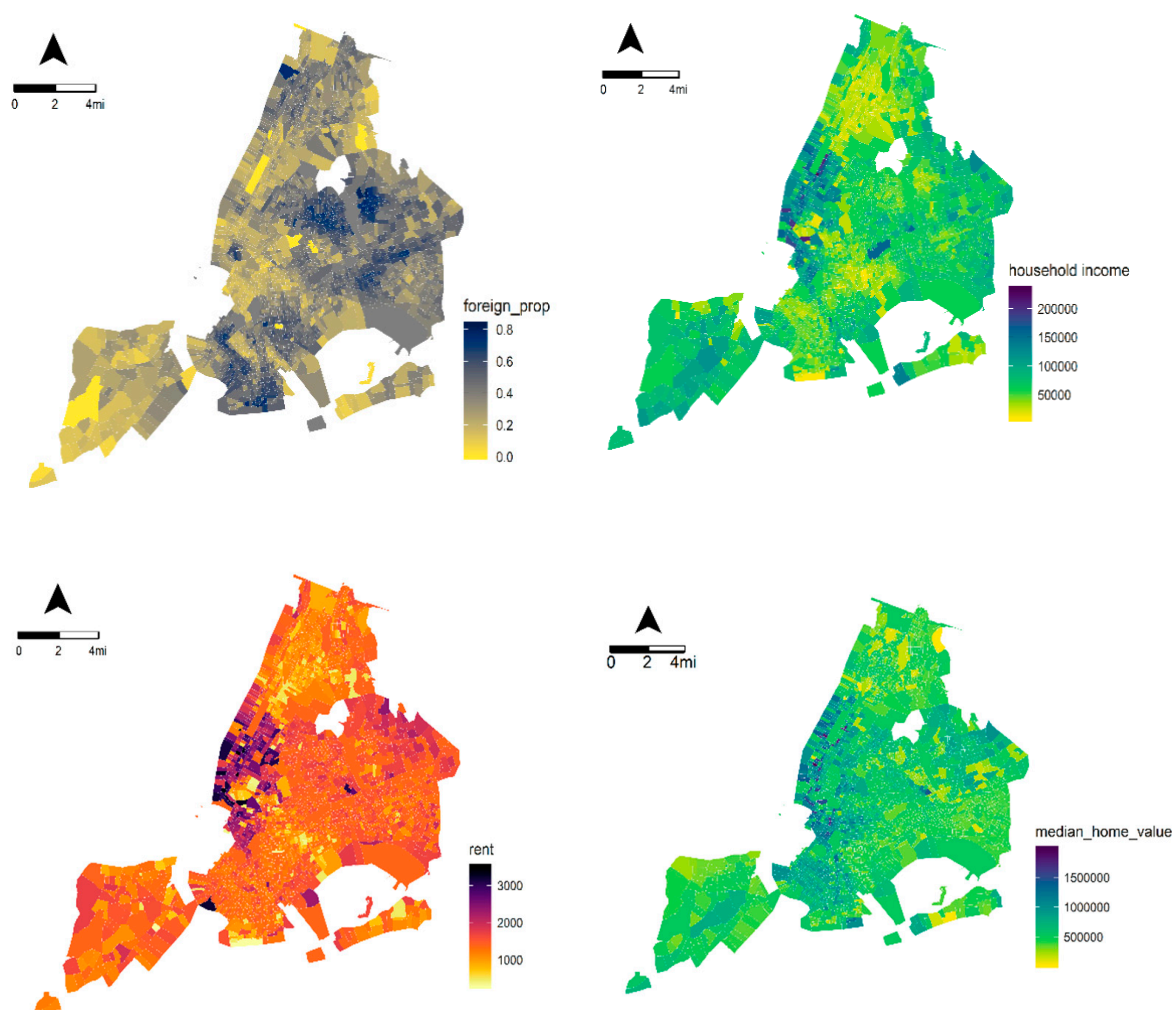 0 2 4mi
foreign_prop
0.8
0.6
0.4
0.2
0.0
0 2 4mi
household income
200000
150000
100000
50000
0 2 4mi
rent
3000
2000
1000
0 2 4mi
median_home_value
1500000
1000000
500000